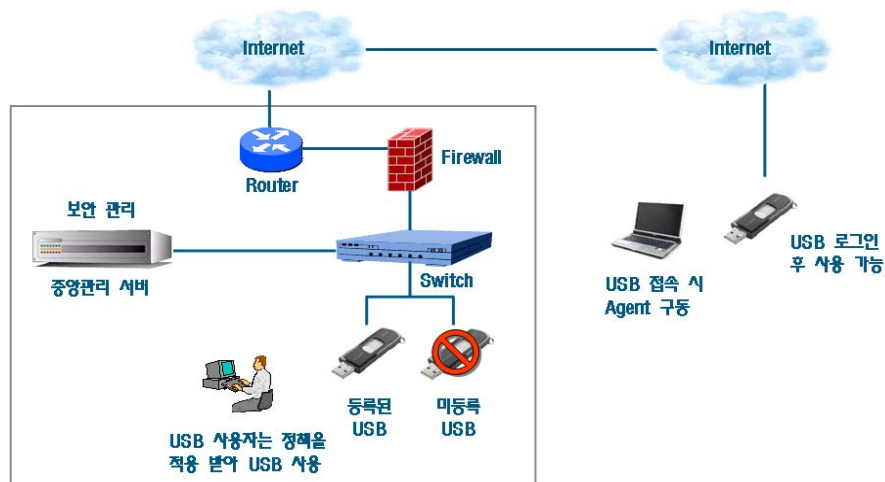 Internet
Internet
Router
Firewall
보안 관리
중앙관리 서버
Switch
등록된
USB
미등록
USB
USB 사용자는 정책을
적용 받아 USB 사용
USB 접속 시
Agent 구동
USB 로그인
후 사용 가능